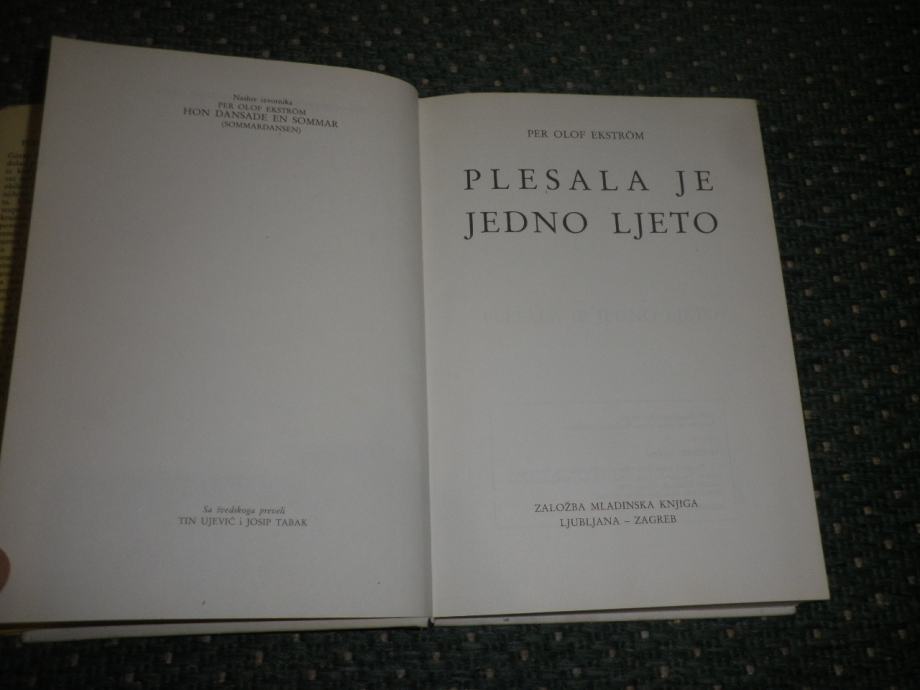 Naslov izvornika
PER OLOF EKSTRÖM
HON DANSADE EN SOMMAR
(SOMMARDANSEN)
Sa švedskoga preveli
TIN UJEVIĆ i JOSIP TABAK
PER OLOF EKSTRÖM
PLESALA JE
JEDNO LJETO
ZALOŽBA MLADINSKA KNJIGA
LJUBLJANA – ZAGREB